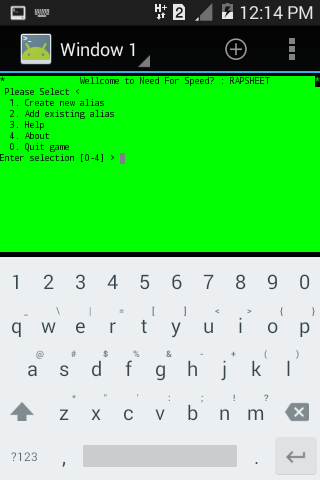 H+ 2 12:14 PM
Window 1
* Wellcome to Need For Speed? : RAPSHEET *
Please Select <
1. Create new alias
2. Add existing alias
3. Help
4. About
0. Quit game
Enter selection [0-4] >
1 2 3 4 5 6 7 8 9 0
_ \ | = [ ] < > { }
q w e r t y u i o p
@ # $ % & - + ( )
a s d f g h j k l
* " ' : ; ! ?
z x c v b n m
?123 , .